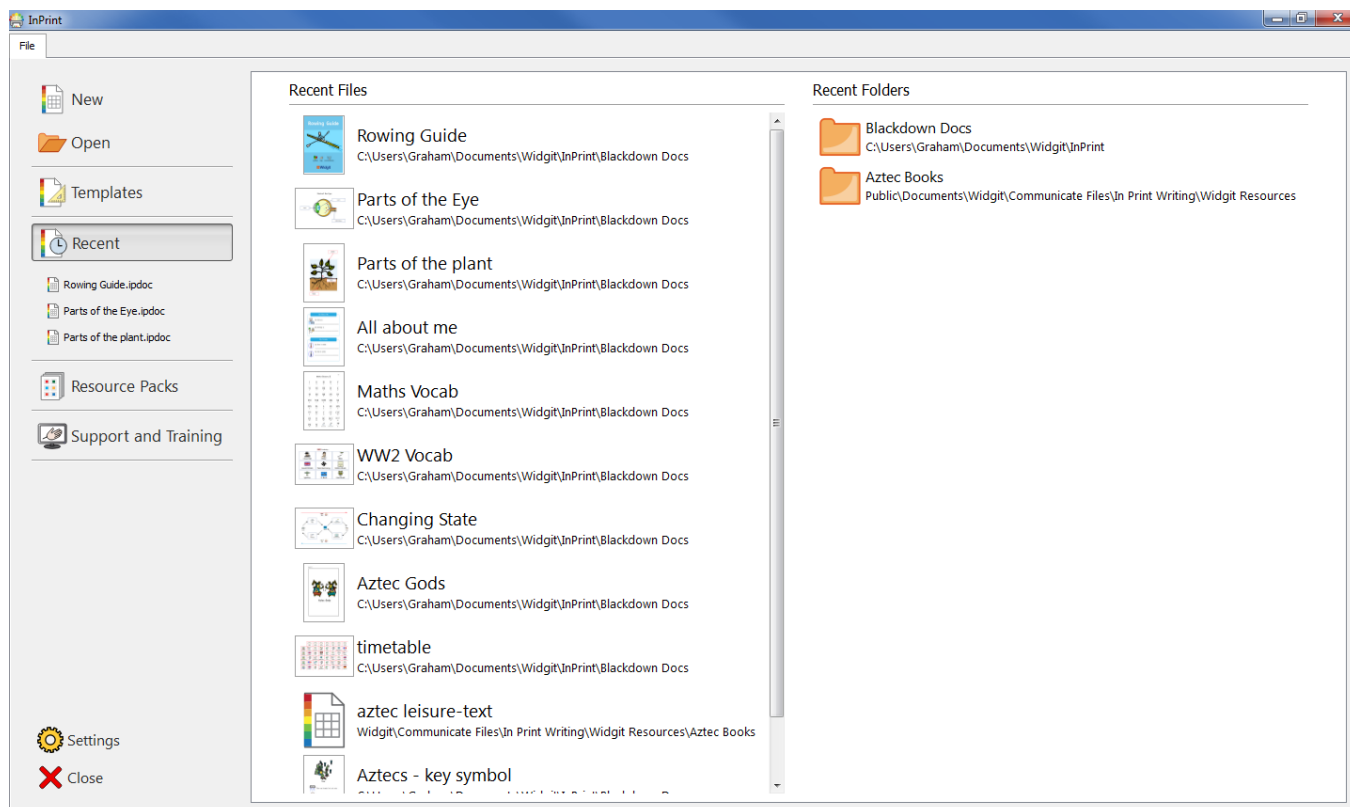 InPrint
File
New
Open
Templates
Recent
Rowing Guide.ipdoc
Parts of the Eye.ipdoc
Parts of the plant.ipdoc
Resource Packs
Support and Training
Settings
Close
Recent Files
Rowing Guide
C:\Users\Graham\Documents\Widgit\InPrint\Blackdown Docs
Parts of the Eye
C:\Users\Graham\Documents\Widgit\InPrint\Blackdown Docs
Parts of the plant
C:\Users\Graham\Documents\Widgit\InPrint\Blackdown Docs
All about me
C:\Users\Graham\Documents\Widgit\InPrint\Blackdown Docs
Maths Vocab
C:\Users\Graham\Documents\Widgit\InPrint\Blackdown Docs
WW2 Vocab
C:\Users\Graham\Documents\Widgit\InPrint\Blackdown Docs
Changing State
C:\Users\Graham\Documents\Widgit\InPrint\Blackdown Docs
Aztec Gods
C:\Users\Graham\Documents\Widgit\InPrint\Blackdown Docs
timetable
C:\Users\Graham\Documents\Widgit\InPrint\Blackdown Docs
aztec leisure-text
Widgit\Communicate Files\In Print Writing\Widgit Resources\Aztec Books
Aztecs - key symbol
Recent Folders
Blackdown Docs
C:\Users\Graham\Documents\Widgit\InPrint
Aztec Books
Public\Documents\Widgit\Communicate Files\In Print Writing\Widgit Resources